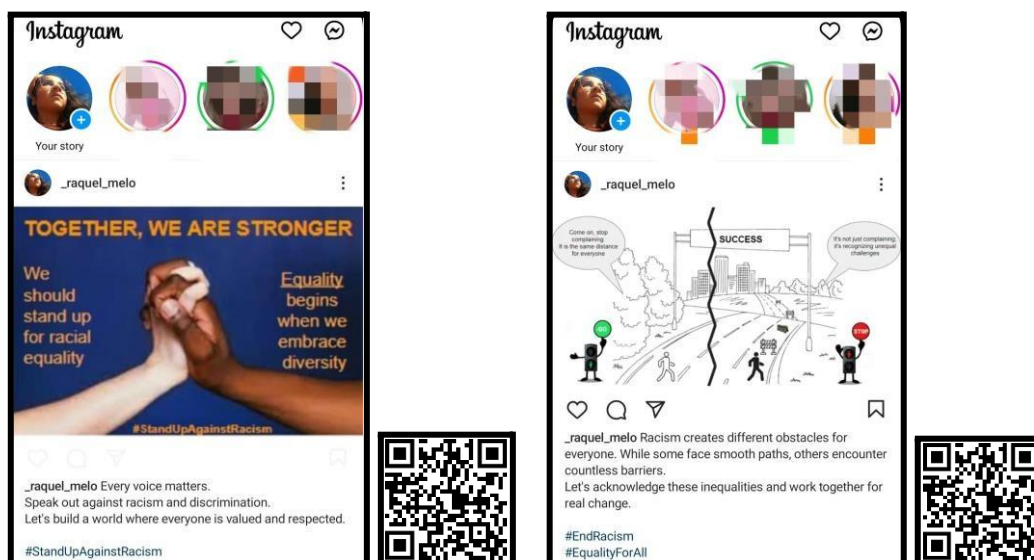 Instagram
Your story
_raquel_melo
TOGETHER, WE ARE STRONGER
We
should
stand up
for racial
equality
Equality
begins
when we
embrace
diversity
#StandUpAgainstRacism
_raquel_melo Every voice matters.
Speak out against racism and discrimination.
Let's build a world where everyone is valued and respected.
#StandUpAgainstRacism
Instagram
Your story
_raquel_melo
Come on, stop
complaining
It is the same distance
for everyone
SUCCESS
It's not just complaining,
it's recognizing unequal
challenges
GO
STOP
_raquel_melo Racism creates different obstacles for
everyone. While some face smooth paths, others encounter
countless barriers.
Let's acknowledge these inequalities and work together for
real change.
#EndRacism
#EqualityForAll